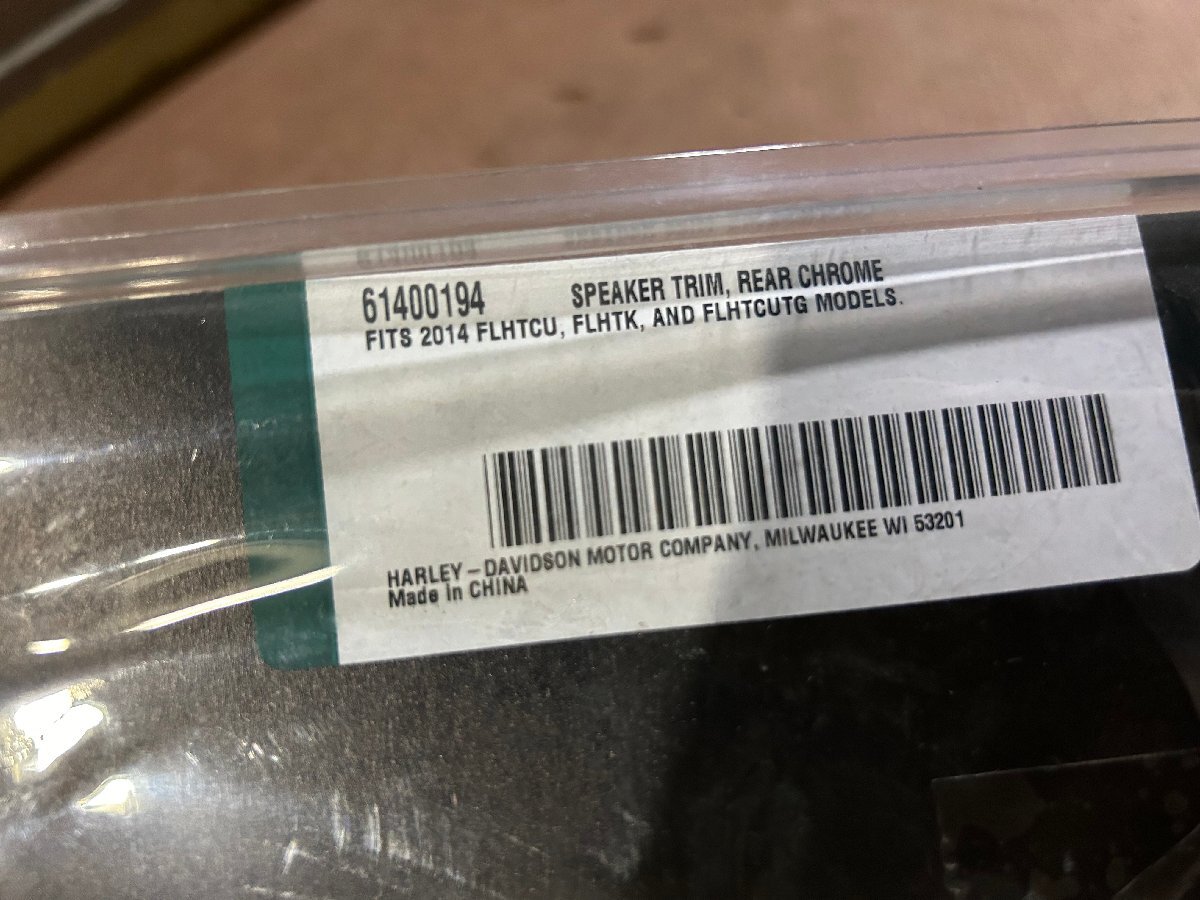 61400194 SPEAKER TRIM, REAR CHROME
FITS 2014 FLHTCU, FLHTK, AND FLHTCUTG MODELS.
HARLEY-DAVIDSON MOTOR COMPANY, MILWAUKEE WI 53201
Made In CHINA